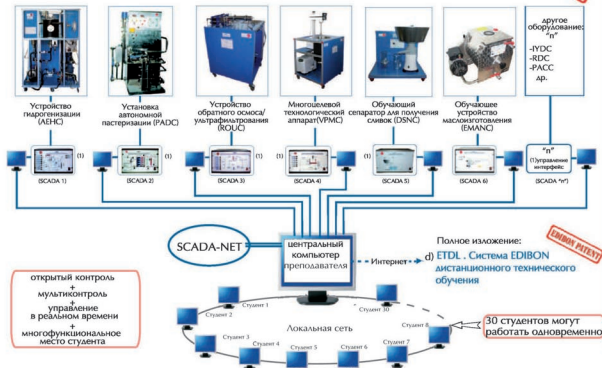 другое
оборудование:
"n"
-IYDC
-RDC
-PACC
др.
Устройство
гидрогенизации
(AEHC)
Установка
автономной
пастеризации (PADC)
Устройство
обратного осмоса/
ультрафильтрования
(ROUC)
Многоцелевой
технологический
аппарат(VPMC)
Обучающий
сепаратор для получения
сливок (DSNC)
Обучающее
устройство
маслоизготовения
(EMANC)
(1)
(1)
(1)
(1)
(1)
(1)
"n"
(1)управление
интерфейс
(SCADA 1)
(SCADA 2)
(SCADA 3)
(SCADA 4)
(SCADA 5)
(SCADA 6)
(SCADA "n")
SCADA-NET
центральный
компьютер
преподавателя
Интернет
Полное изложение:
EDIBON PATENT
d) ETDL . Система EDIBON
дистанционного технического
обучения
открытый контроль
+
мультиконтроль
+
управление
в реальном времени
+
многофункциональное
место студента
Студент 1
Студент 30
Студент 2
Локальная сеть
Студент 8
Студент 3
Студент 4
Студент 5
Студент 6
Студент 7
30 студентов могут
работать одновременно